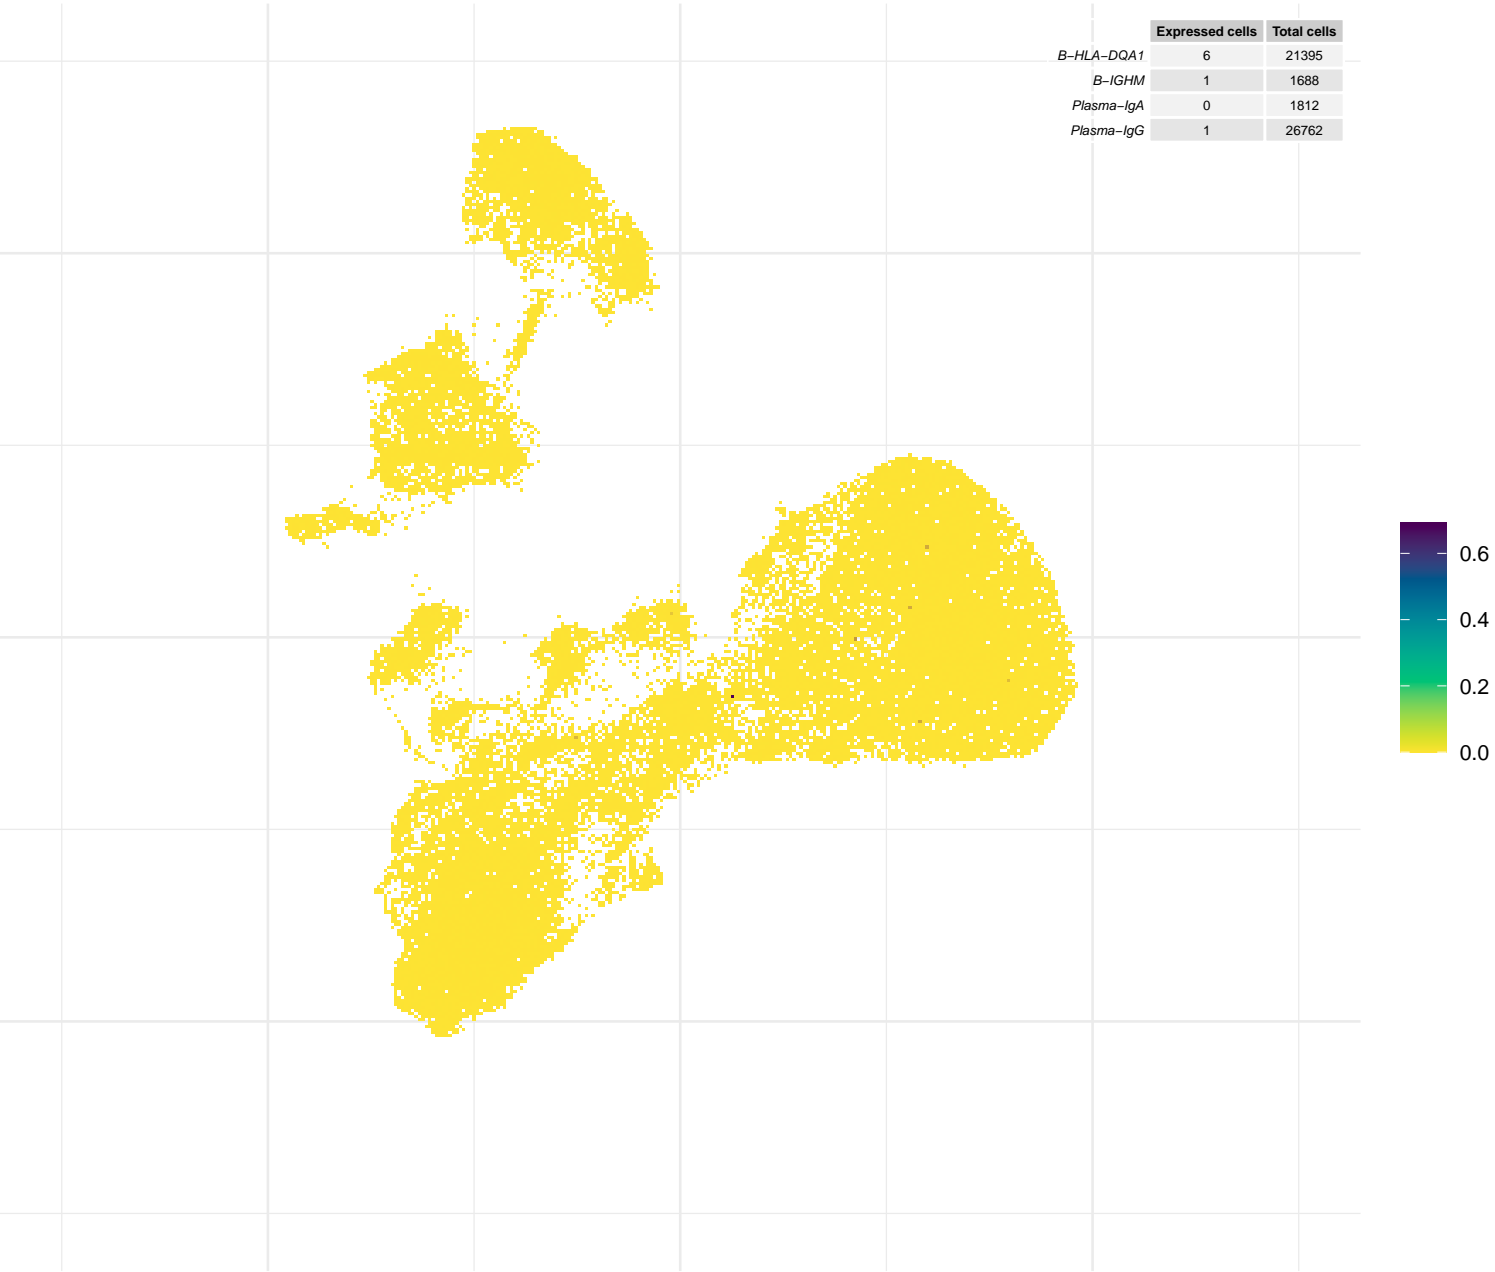 Expressed cells Total cells
B−HLA−DQA1 6 21395
B−IGHM 1 1688
Plasma−IgA 0 1812
Plasma−IgG 1 26762
0.6
0.4
0.2
0.0